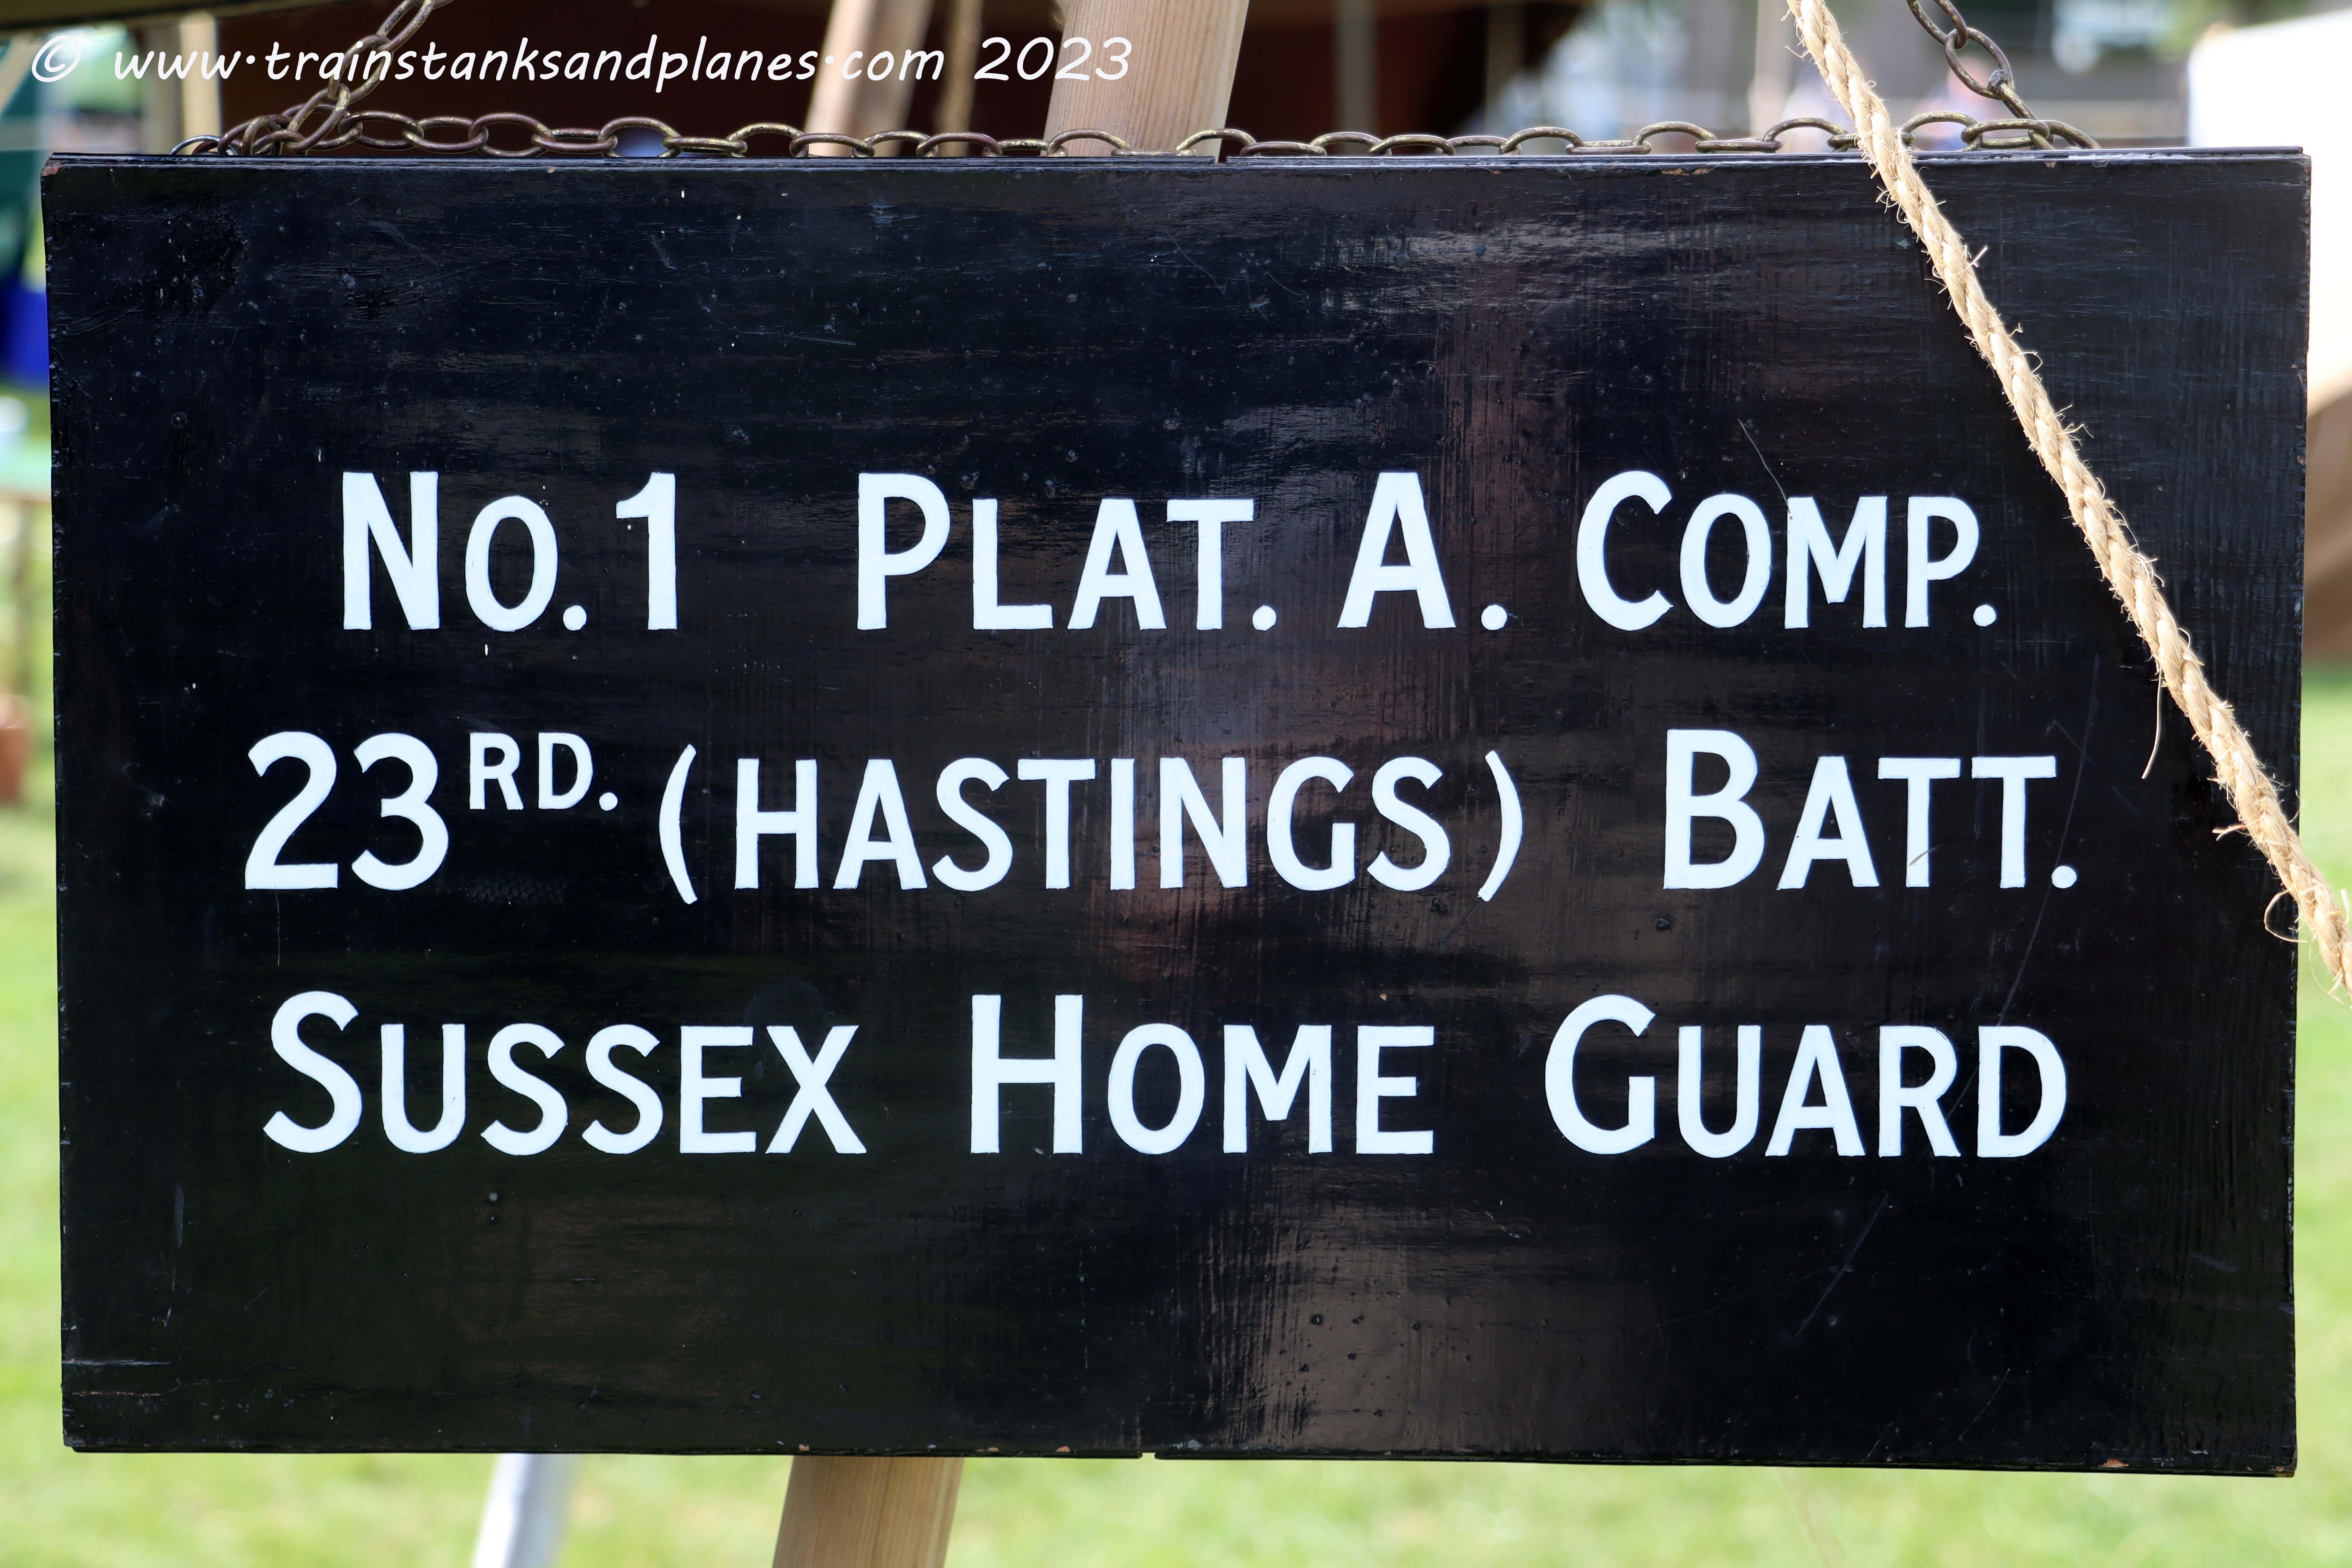 © www.trainstanksandplanes.com 2023
No.1 Plat. A. Comp.
23RD. (HASTINGS) Batt.
Sussex Home Guard